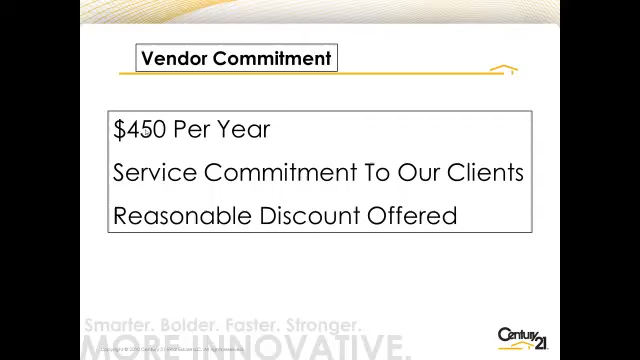 Vendor Commitment
$450 Per Year
Service Commitment To Our Clients
Reasonable Discount Offered
Smarter. Bolder. Faster. Stronger.
MORE INNOVATIVE.
Century 21